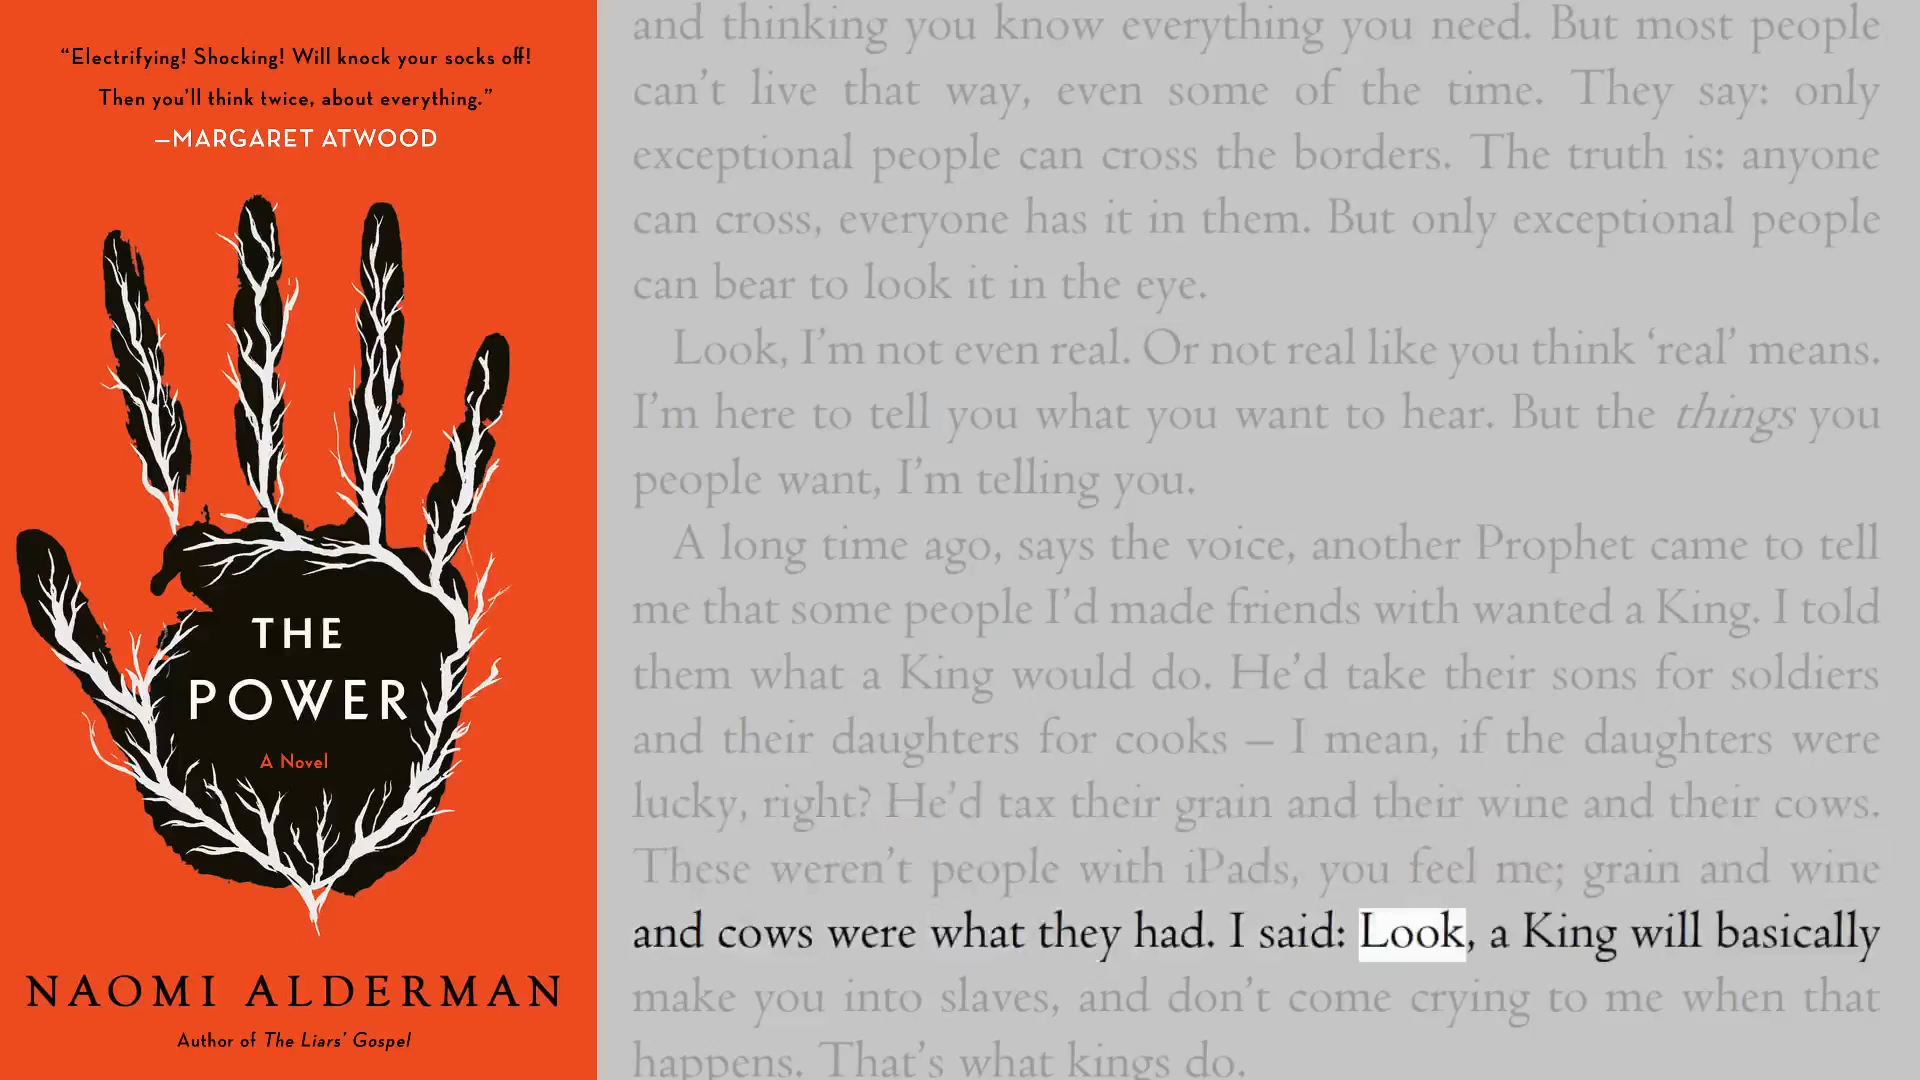 “Electrifying! Shocking! Will knock your socks off!
Then you’ll think twice, about everything.”
—MARGARET ATWOOD
THE
POWER
A Novel
NAOMI ALDERMAN
Author of The Liars’ Gospel
and thinking you know everything you need. But most people
can’t live that way, even some of the time. They say: only
exceptional people can cross the borders. The truth is: anyone
can cross, everyone has it in them. But only exceptional people
can bear to look it in the eye.
Look, I’m not even real. Or not real like you think ‘real’ means.
I’m here to tell you what you want to hear. But the things you
people want, I’m telling you.
A long time ago, says the voice, another Prophet came to tell
me that some people I’d made friends with wanted a King. I told
them what a King would do. He’d take their sons for soldiers
and their daughters for cooks – I mean, if the daughters were
lucky, right? He’d tax their grain and their wine and their cows.
These weren’t people with iPads, you feel me; grain and wine
and cows were what they had. I said: Look, a King will basically
make you into slaves, and don’t come crying to me when that
happens. That’s what kings do.